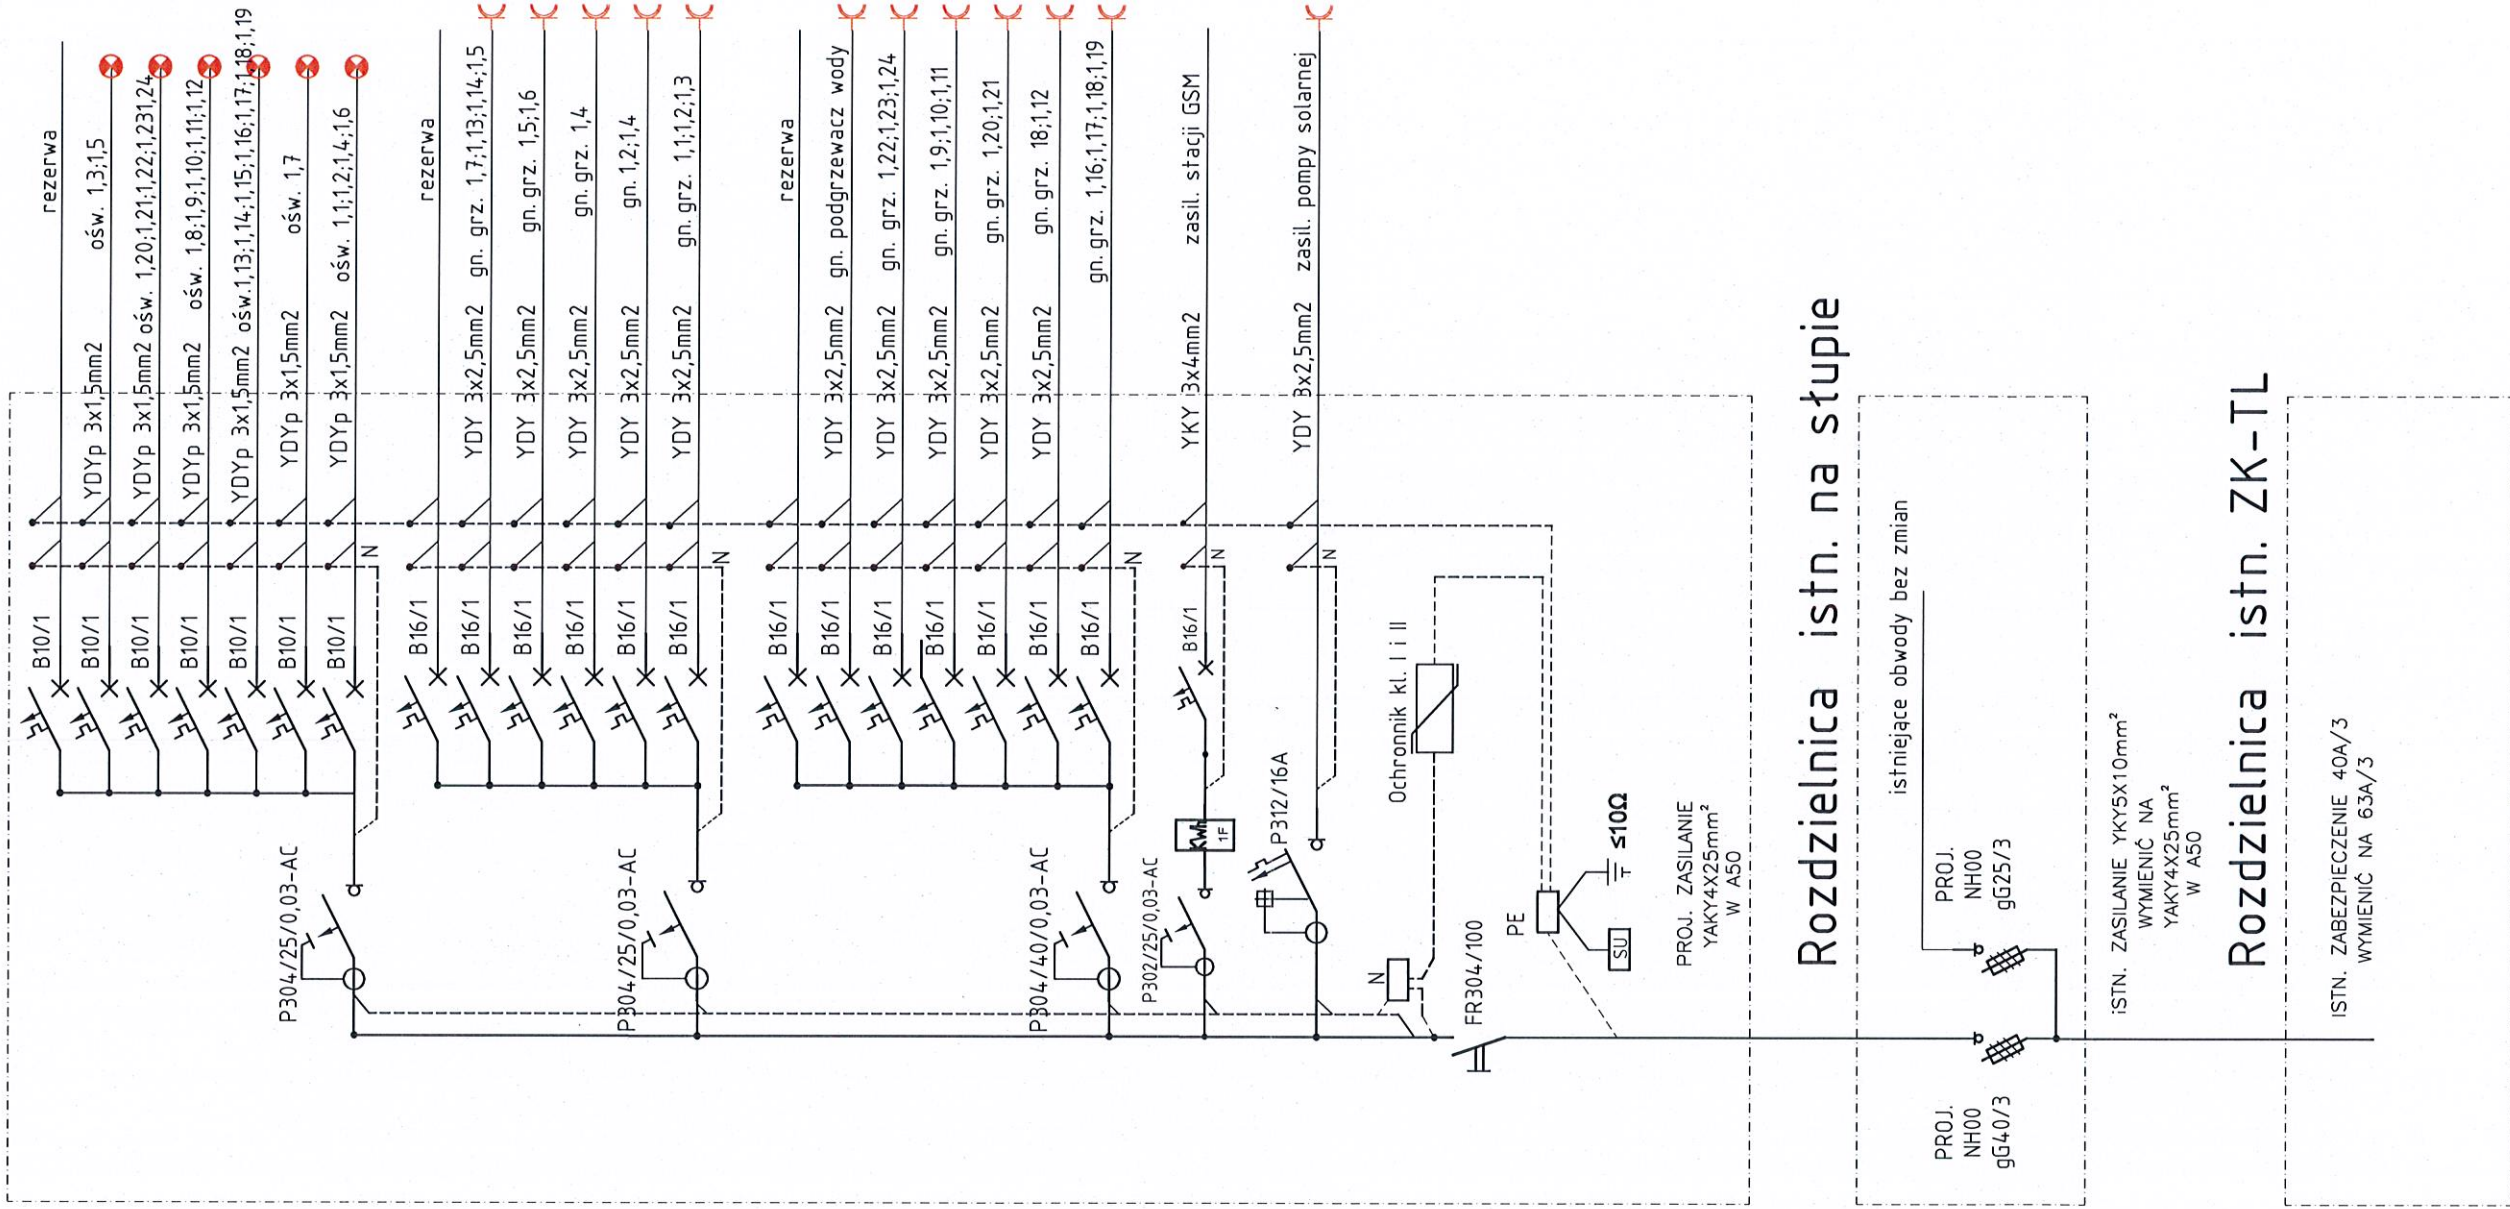 rezerwa
ośw. 1,3;1,5
ośw. 1,20;1,21;1,22;1,231,24
ośw. 1,8;1,9;1,10;1,11;1,12
ośw.1,13;1,14;1,15;1,16;1,17;1,18;1,19
ośw. 1,7
ośw. 1,1;1,2;1,4;1,6
YDYp 3x1,5mm2
YDYp 3x1,5mm2
YDYp 3x1,5mm2
YDYp 3x1,5mm2
YDYp 3x1,5mm2
YDYp 3x1,5mm2
N
B10/1
B10/1
B10/1
B10/1
B10/1
B10/1
B10/1
P304/25/0,03-AC
rezerwa
gn. grz. 1,7;1,13;1,14;1,5
gn. grz. 1,5;1,6
gn. grz. 1,4
gn. 1,2;1,4
gn. grz. 1,1;1,2;1,3
YDY 3x2,5mm2
YDY 3x2,5mm2
YDY 3x2,5mm2
YDY 3x2,5mm2
YDY 3x2,5mm2
N
B16/1
B16/1
B16/1
B16/1
B16/1
B16/1
P304/25/0,03-AC
rezerwa
gn. podgrzewacz wody
gn. grz. 1,22;1,23;1,24
gn. grz. 1,9;1,10;1,11
gn. grz. 1,20;1,21
gn. grz. 18;1,12
gn. grz. 1,16;1,17;1,18;1,19
YDY 3x2,5mm2
YDY 3x2,5mm2
YDY 3x2,5mm2
YDY 3x2,5mm2
YDY 3x2,5mm2
N
B16/1
B16/1
B16/1
B16/1
B16/1
B16/1
B16/1
P304/40/0,03-AC
zasil. stacji GSM
YKY 3x4mm2
N
B16/1
KWh
1F
P302/25/0,03-AC
zasil. pompy solarnej
YDY 3x2,5mm2
N
P312/16A
Ochronnik kl. I i II
N
FR304/100
PE
SU
≤10Ω
PROJ. ZASILANIE
YAKY4X25mm²
W A50
Rozdzielnica istn. na słupie
istniejące obwody bez zmian
PROJ.
NH00
gG25/3
PROJ.
NH00
gG40/3
iSTN. ZASILANIE YKY5X10mm²
WYMIENIĆ NA
YAKY4X25mm²
W A50
Rozdzielnica istn. ZK-TL
ISTN. ZABEZPIECZENIE 40A/3
WYMIENIĆ NA 63A/3